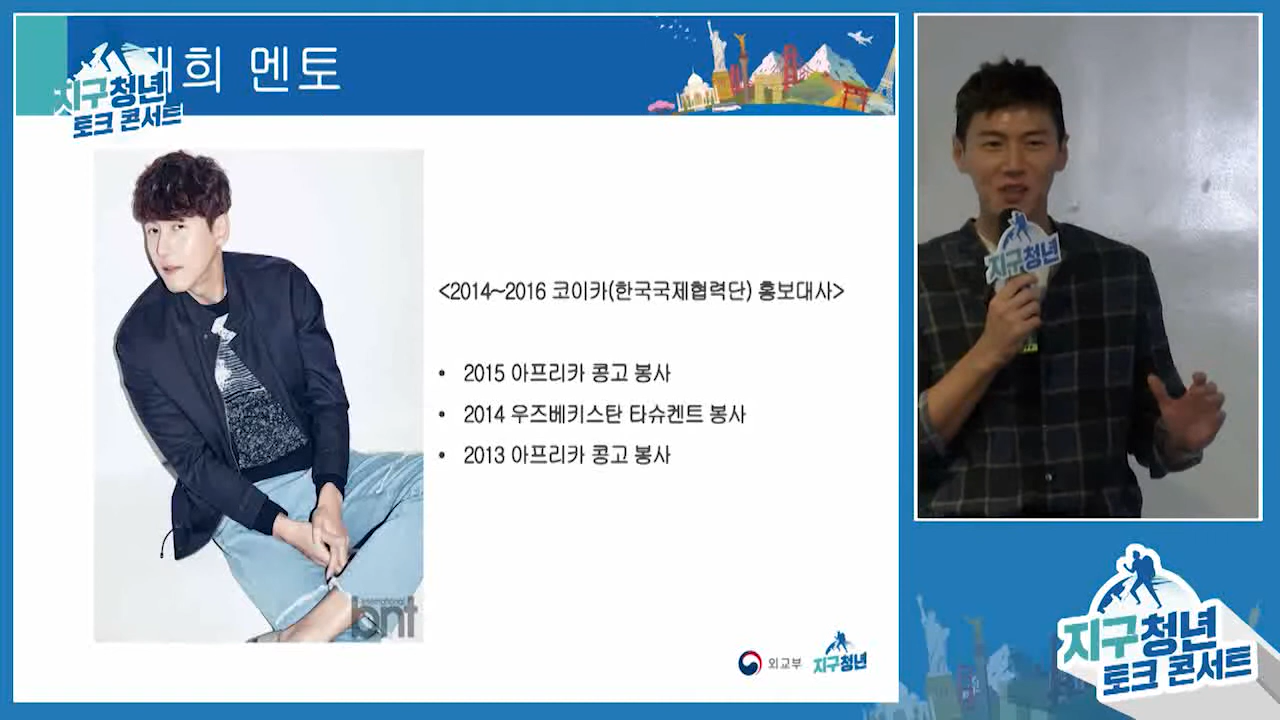 희 멘토
지구청년
토크 콘서트
<2014~2016 코이카(한국국제협력단) 홍보대사>
• 2015 아프리카 콩고 봉사
• 2014 우즈베키스탄 타슈켄트 봉사
• 2013 아프리카 콩고 봉사
international
bnt
외교부
지구청년
지구청년
지구청년
토크 콘서트